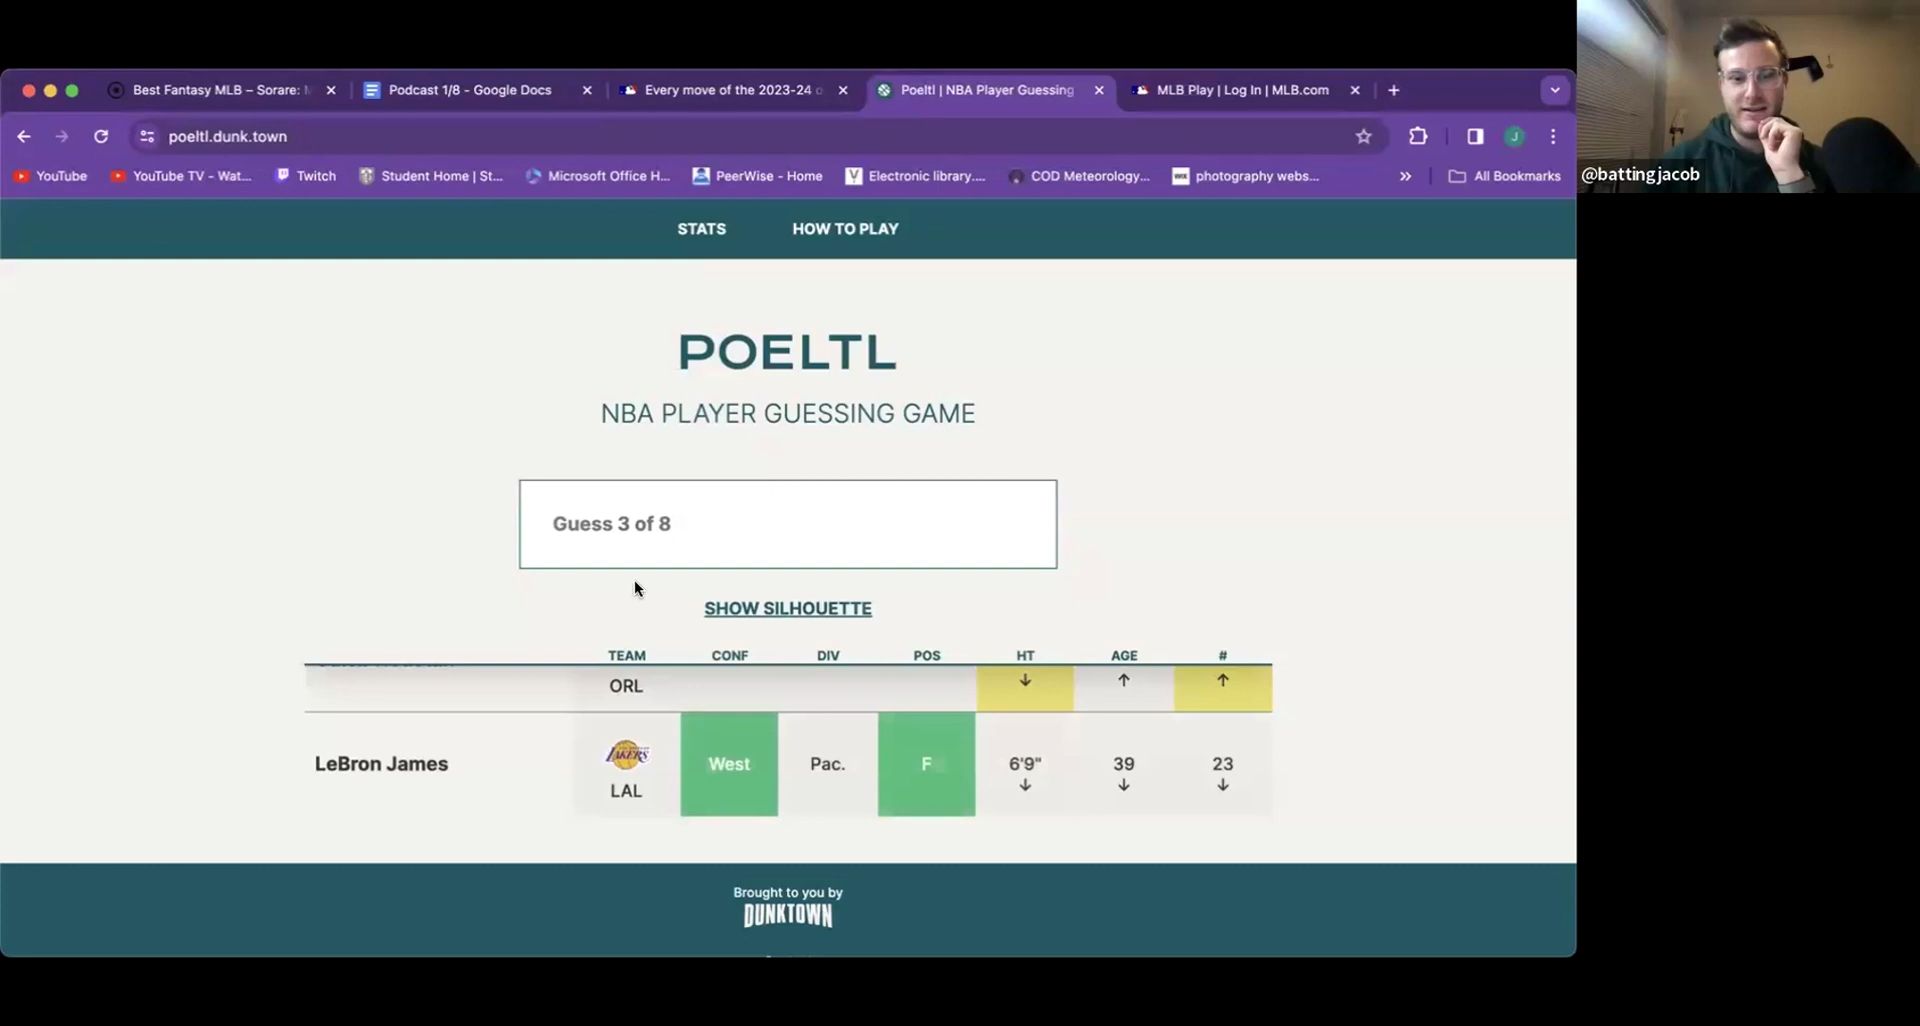 Best Fantasy MLB – Sorare: M
Podcast 1/8 - Google Docs
Every move of the 2023-24 o
Poeltl | NBA Player Guessing
MLB Play | Log In | MLB.com
poeltl.dunk.town
J
YouTube
YouTube TV - Wat...
Twitch
Student Home | St...
Microsoft Office H...
PeerWise - Home
V Electronic library....
COD Meteorology...
WIX photography webs...
»
All Bookmarks
@battingjacob
STATS
HOW TO PLAY
POELTL
NBA PLAYER GUESSING GAME
Guess 3 of 8
SHOW SILHOUETTE
TEAM CONF DIV POS HT AGE #
ORL ↓ ↑ ↑
LeBron James LAKERS LAL West Pac. F 6'9" ↓ 39 ↓ 23 ↓
Brought to you by
DUNKTOWN